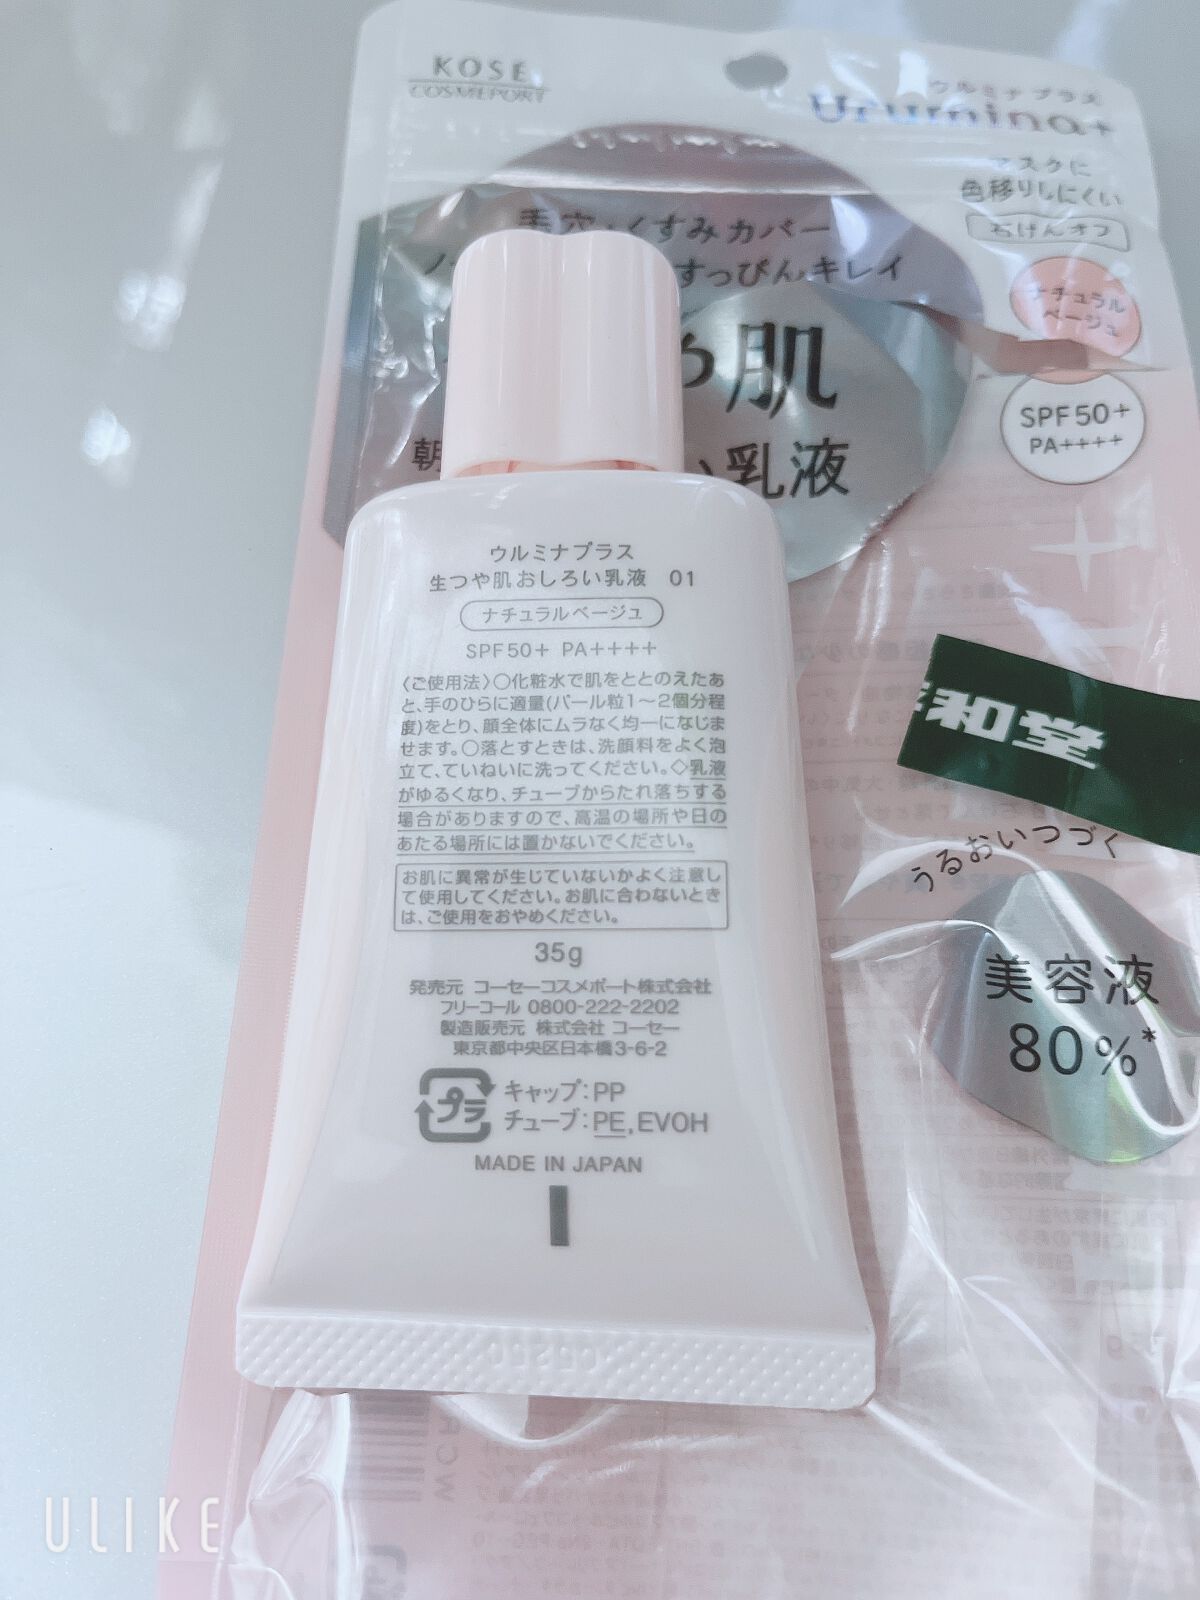 KOSÉ
COSMEPORT
ウルミナプラス
Urumina+
マスクに
色移りしにくい
石けんオフ
毛穴・くすみカバー
すっぴんキレイ
ナチュラル
ベージュ
肌
SPF50+
PA++++
朝
い乳液
ウルミナプラス
生つや肌おしろい乳液 01
ナチュラルベージュ
SPF50+ PA++++
〈ご使用法〉○化粧水で肌をととのえたあ
と、手のひらに適量(パール粒1〜2個分程
度)をとり、顔全体にムラなく均一になじま
せます。○落とすときは、洗顔料をよく泡
立て、ていねいに洗ってください。◇乳液
がゆるくなり、チューブからたれ落ちする
場合がありますので、高温の場所や日の
あたる場所には置かないでください。
お肌に異常が生じていないかよく注意し
て使用してください。お肌に合わないとき
は、ご使用をおやめください。
35g
発売元 コーセーコスメポート株式会社
フリーコール 0800-222-2202
製造販売元 株式会社 コーセー
東京都中央区日本橋3-6-2
プラ
キャップ:PP
チューブ:PE,EVOH
MADE IN JAPAN
和堂
うるおいつづく
美容液
80%*
ULIKE